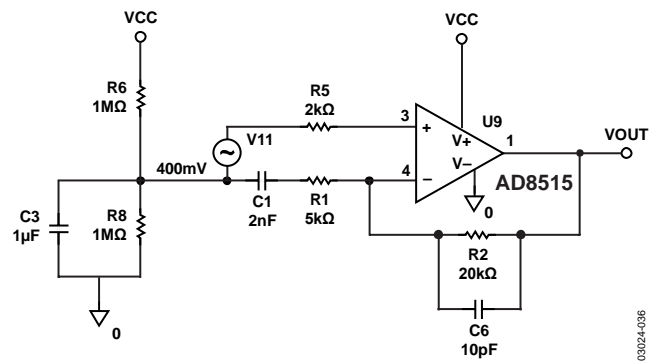 VCC
VCC
R6
1MΩ
R5
2kΩ
V11
3
U9
+
V+
1
VOUT
400mV
4
−
V–
AD8515
C1
2nF
R1
5kΩ
0
C3
1µF
R8
1MΩ
R2
20kΩ
0
C6
10pF
03024-036